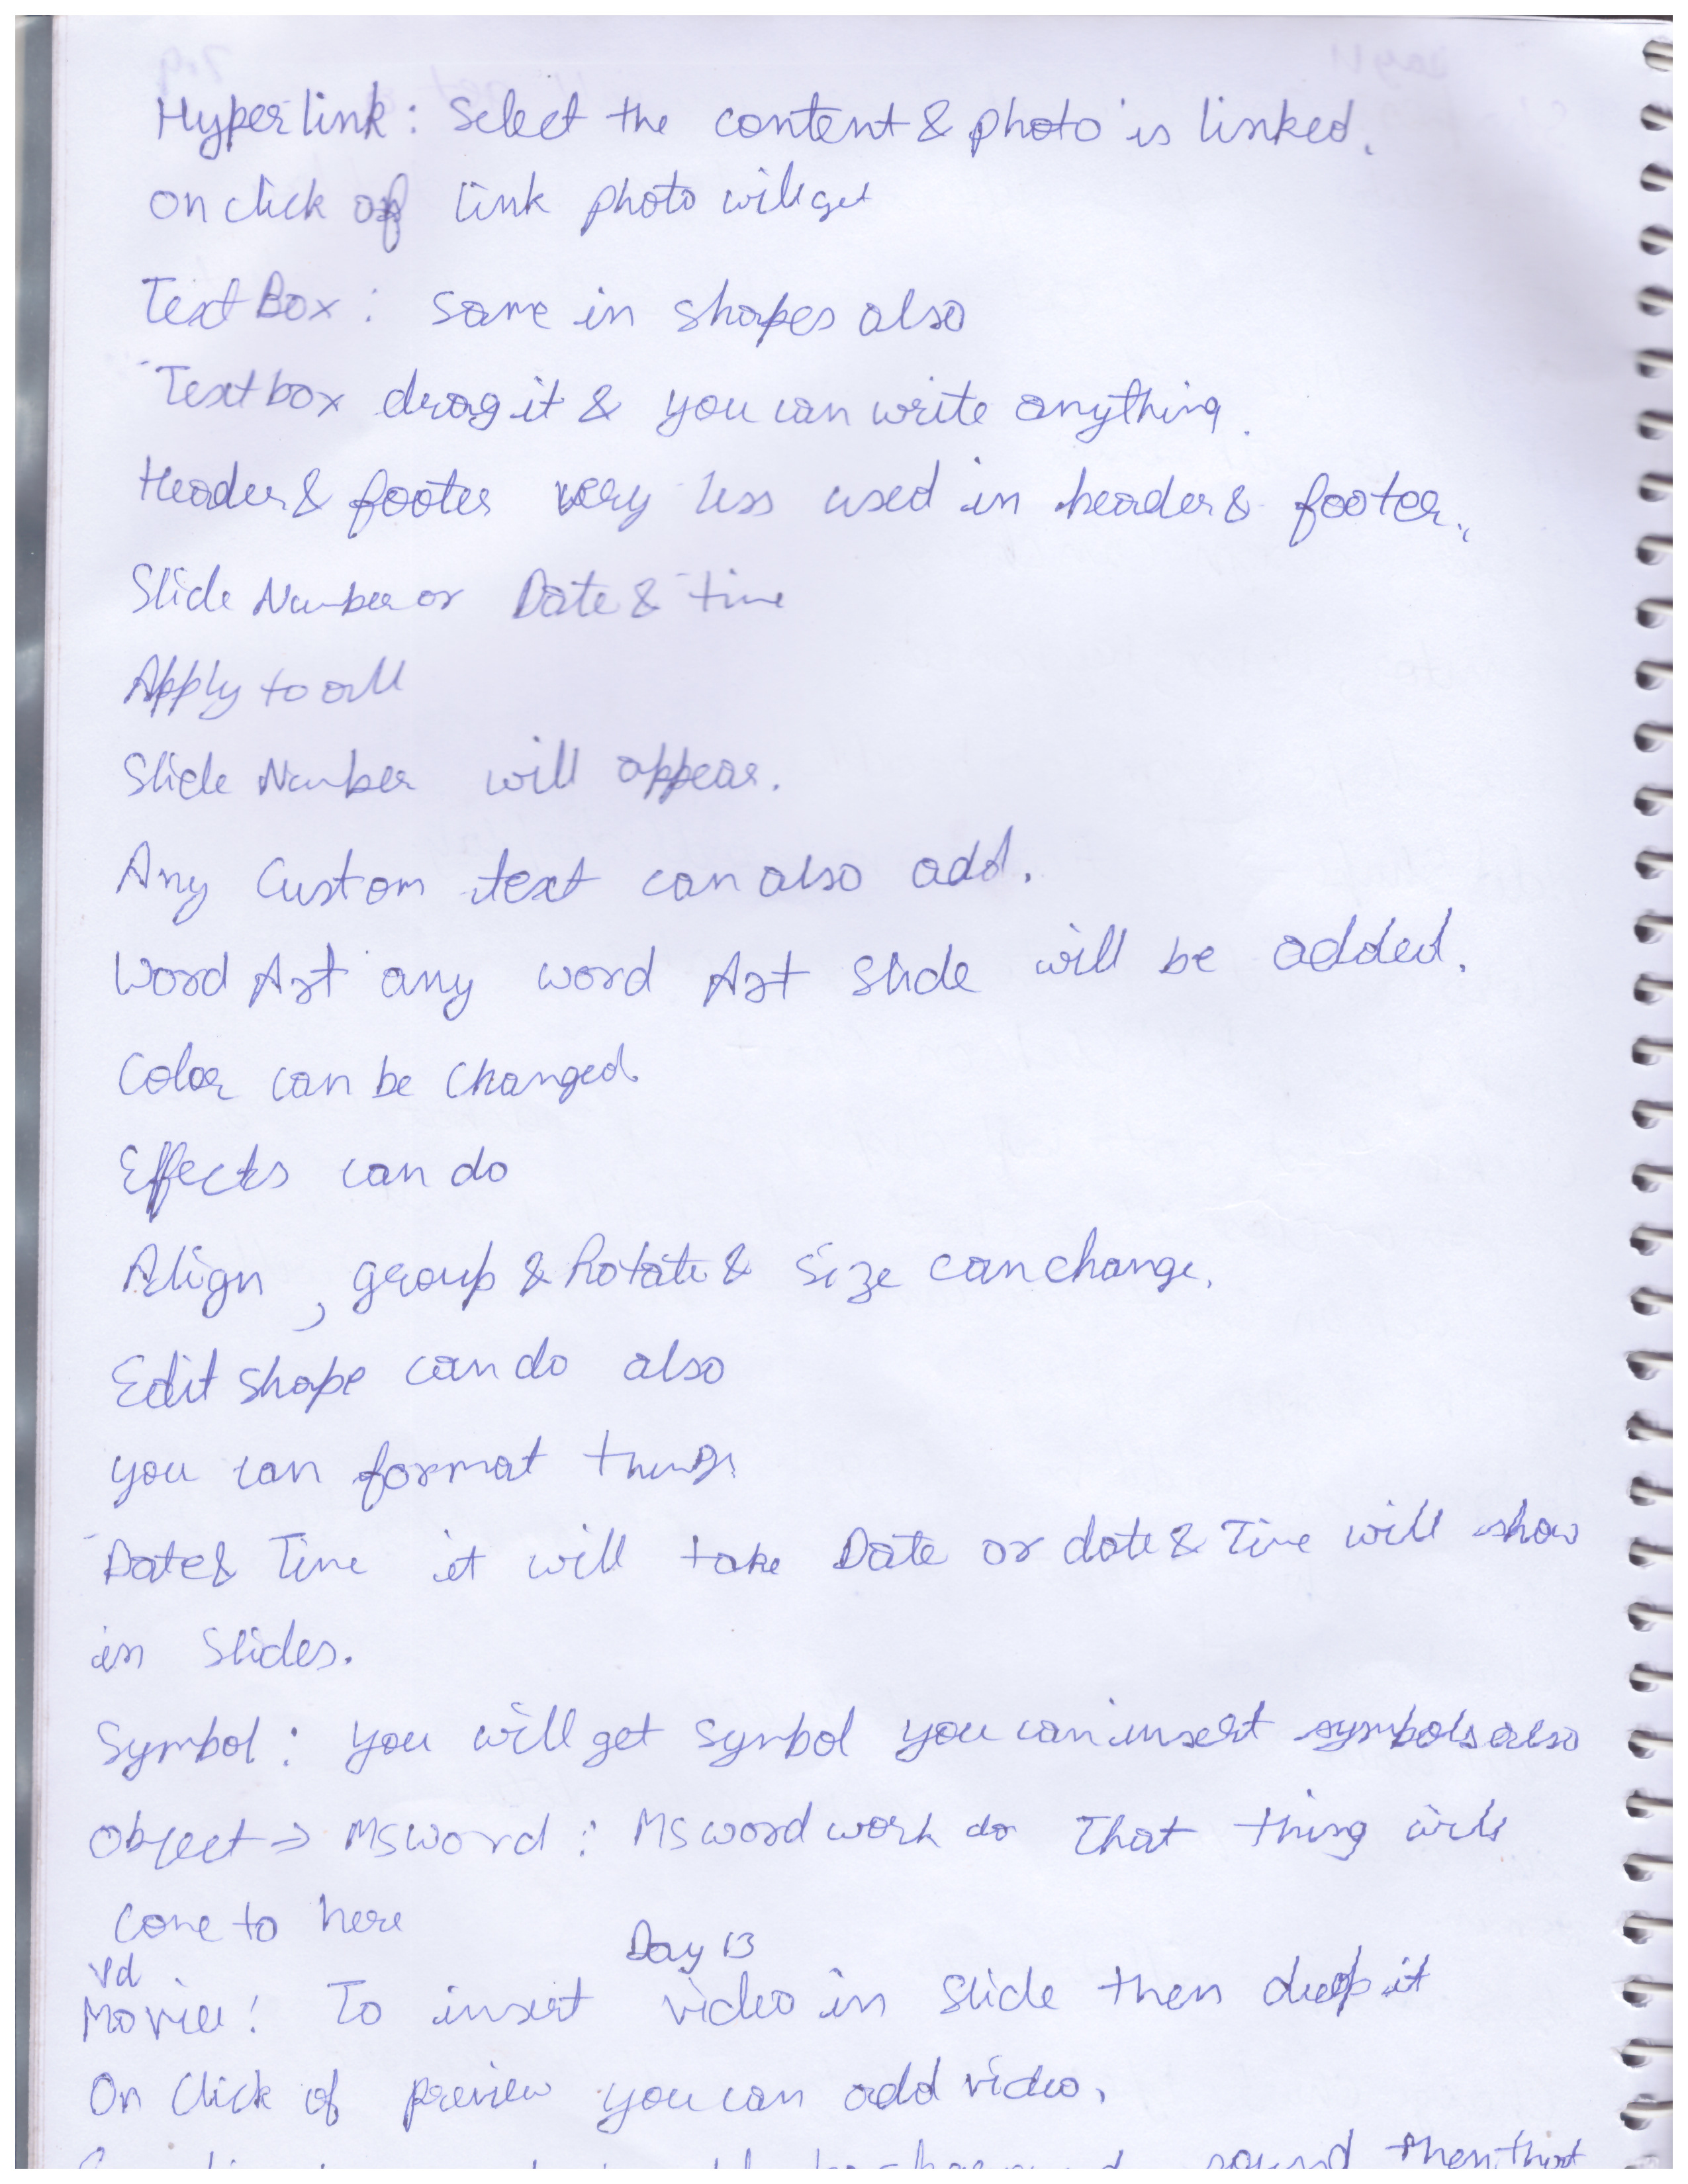 Hyperlink: Select the content & photo is linked.
On click of link photo will get
Text Box: Same in shapes also
Textbox drag it & you can write anything.
Header & footer very less used in header & footer.
Slide Number or Date & time
Apply to all
Slide Number will appear.
Any Custom text can also add.
Word Art any word Art Slide will be added.
Color can be changed.
Effects can do
Align, group & Rotate & Size can change.
Edit shape can do also
you can format things
Date & Time it will take Date or date & Time will show
in Slides.
Symbol: you will get symbol you can insert symbols also
Object => MS Word: MS word work do That thing will
Come to here
Day 13
Vd
Movie: To insert video in Slide then drop it
On Click of preview you can add video.
sound then that